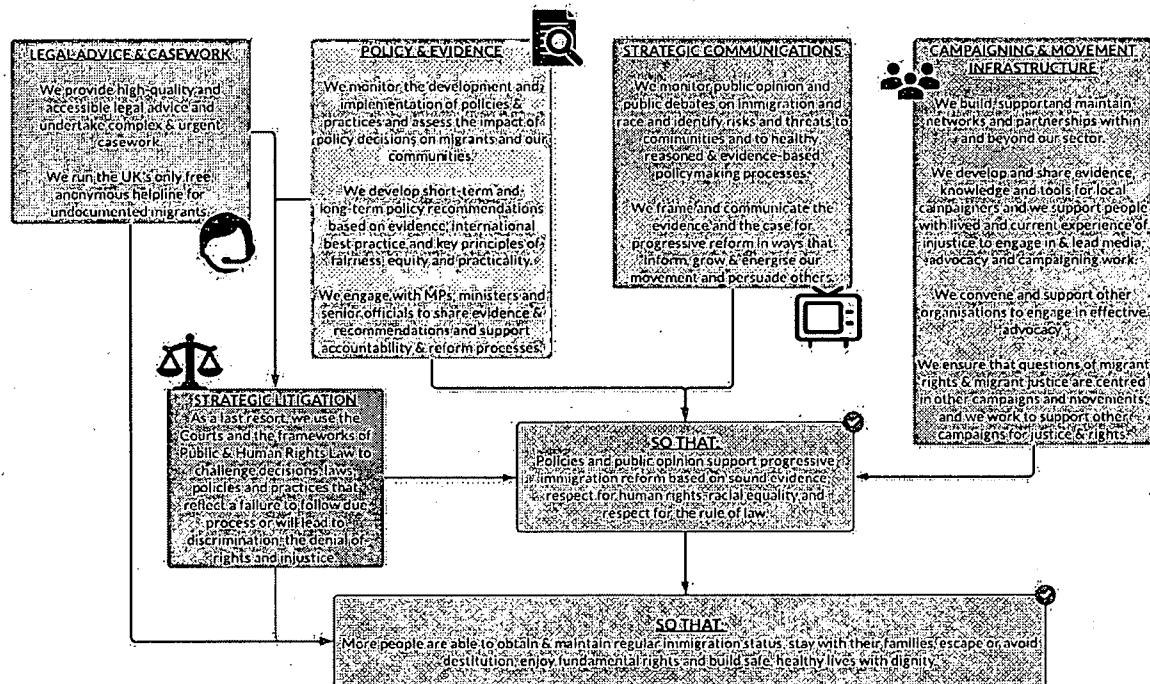 LEGAL ADVICE & CASEWORK
We provide high-quality and
accessible legal advice and
undertake complex & urgent
casework.
We run the UK's only free,
anonymous helpline for
undocumented migrants.
POLICY & EVIDENCE
We monitor the development and
implementation of policies &
practices and assess the impact of
policy decisions on migrants and our
communities.
We develop short-term and
long-term policy recommendations
based on evidence, international
best practice and key principles of
fairness, equity and practicality.
We engage with MPs, ministers and
senior officials to share evidence &
recommendations and support
accountability & reform processes.
STRATEGIC COMMUNICATIONS
We monitor public opinion and
public debates on immigration and
race and identify risks and threats to
communities and to healthy
reasoned & evidence-based
policymaking processes.
We frame and communicate the
evidence and the case for
progressive reform in ways that
inform, grow & energise our
movement and persuade others.
CAMPAIGNING & MOVEMENT
INFRASTRUCTURE
We build, support and maintain
networks and partnerships within
and beyond our sector.
We develop and share evidence,
knowledge and tools for local
campaigners and we support people
with lived and current experience of
injustice to engage in & lead media,
advocacy and campaigning work.
We convene and support other
organisations to engage in effective
advocacy
We ensure that questions of migrant
rights & migrant justice are centred
in other campaigns and movements,
and we work to support other
campaigns for justice & rights.
STRATEGIC LITIGATION
As a last resort, we use the
Courts and the frameworks of
Public & Human Rights Law to
challenge decisions, laws,
policies and practices that
reflect a failure to follow due
process or will lead to
discrimination, the denial of
rights and injustice.
SO THAT:
Policies and public opinion support progressive
immigration reform based on sound evidence,
respect for human rights, racial equality and
respect for the rule of law.
SO THAT:
More people are able to obtain & maintain regular immigration status, stay with their families, escape or avoid
destitution, enjoy fundamental rights and build safe, healthy lives with dignity.